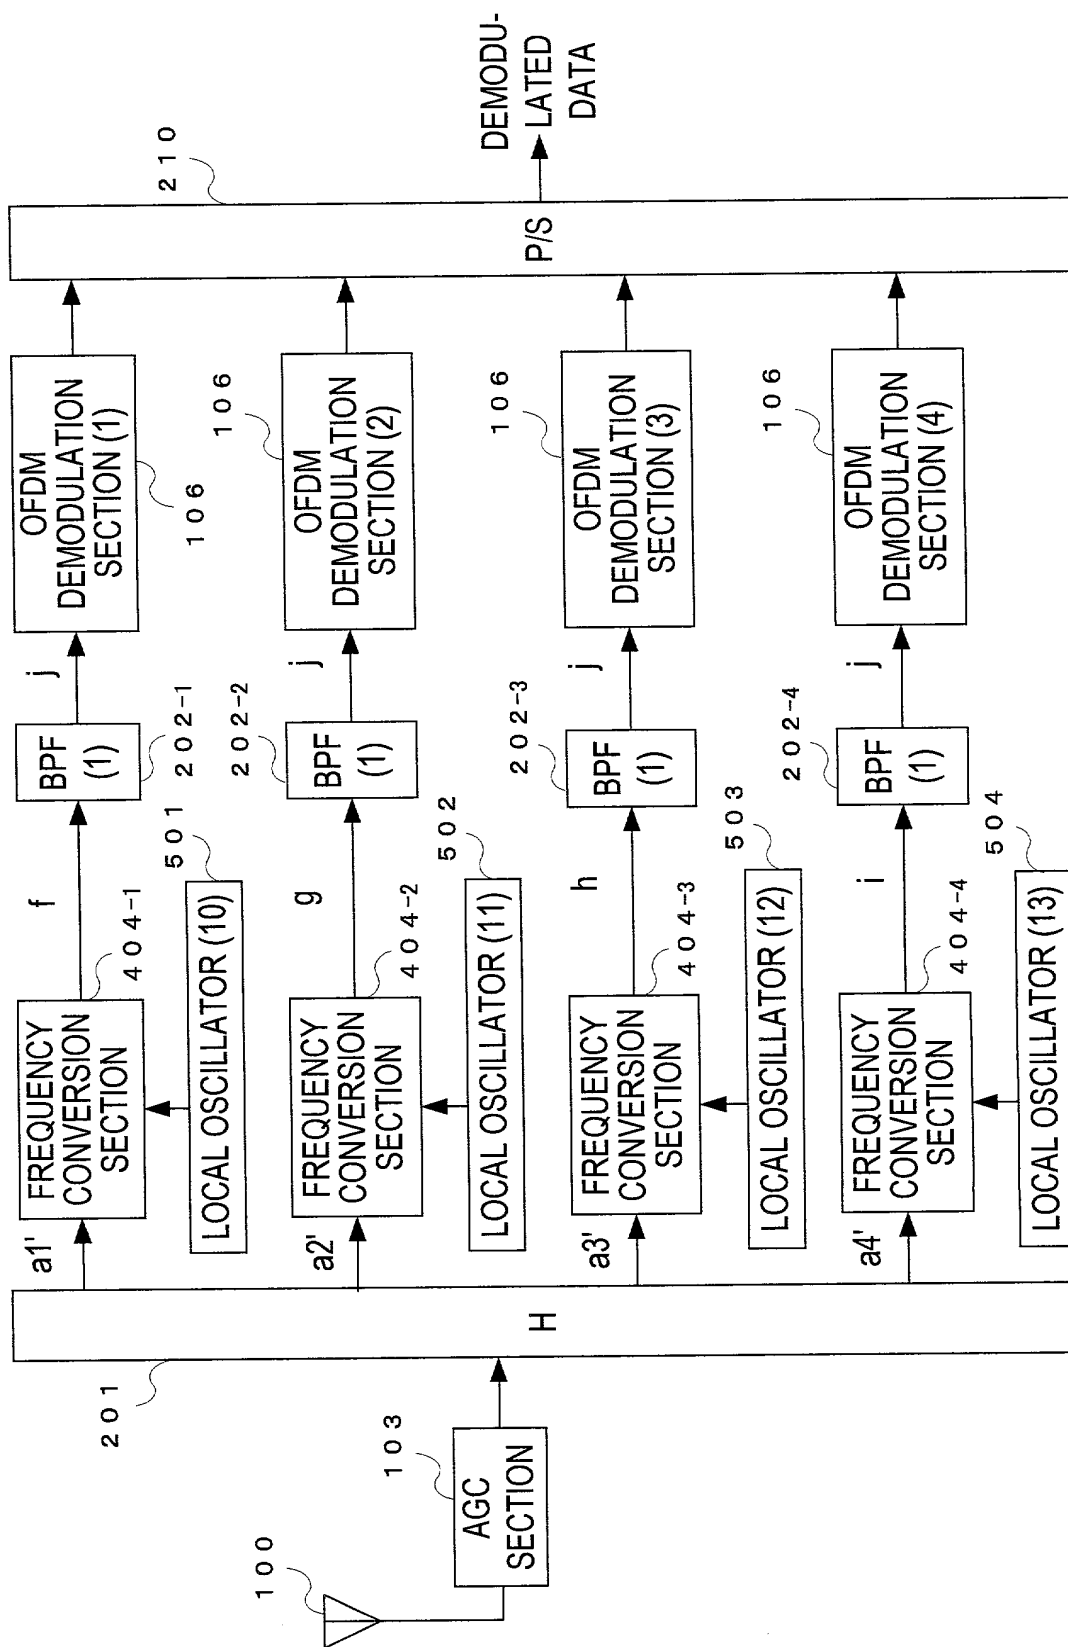 100
AGC
SECTION
103
201
H
a1'
FREQUENCY
CONVERSION
SECTION
404-1
LOCAL OSCILLATOR (10)
501
f
BPF
(1)
202-1
j
OFDM
DEMODULATION
SECTION (1)
106
a2'
FREQUENCY
CONVERSION
SECTION
404-2
LOCAL OSCILLATOR (11)
502
g
BPF
(1)
202-2
j
OFDM
DEMODULATION
SECTION (2)
106
a3'
FREQUENCY
CONVERSION
SECTION
404-3
LOCAL OSCILLATOR (12)
503
h
BPF
(1)
202-3
j
OFDM
DEMODULATION
SECTION (3)
106
a4'
FREQUENCY
CONVERSION
SECTION
404-4
LOCAL OSCILLATOR (13)
504
i
BPF
(1)
202-4
j
OFDM
DEMODULATION
SECTION (4)
106
P/S
210
DEMODU-
LATED
DATA